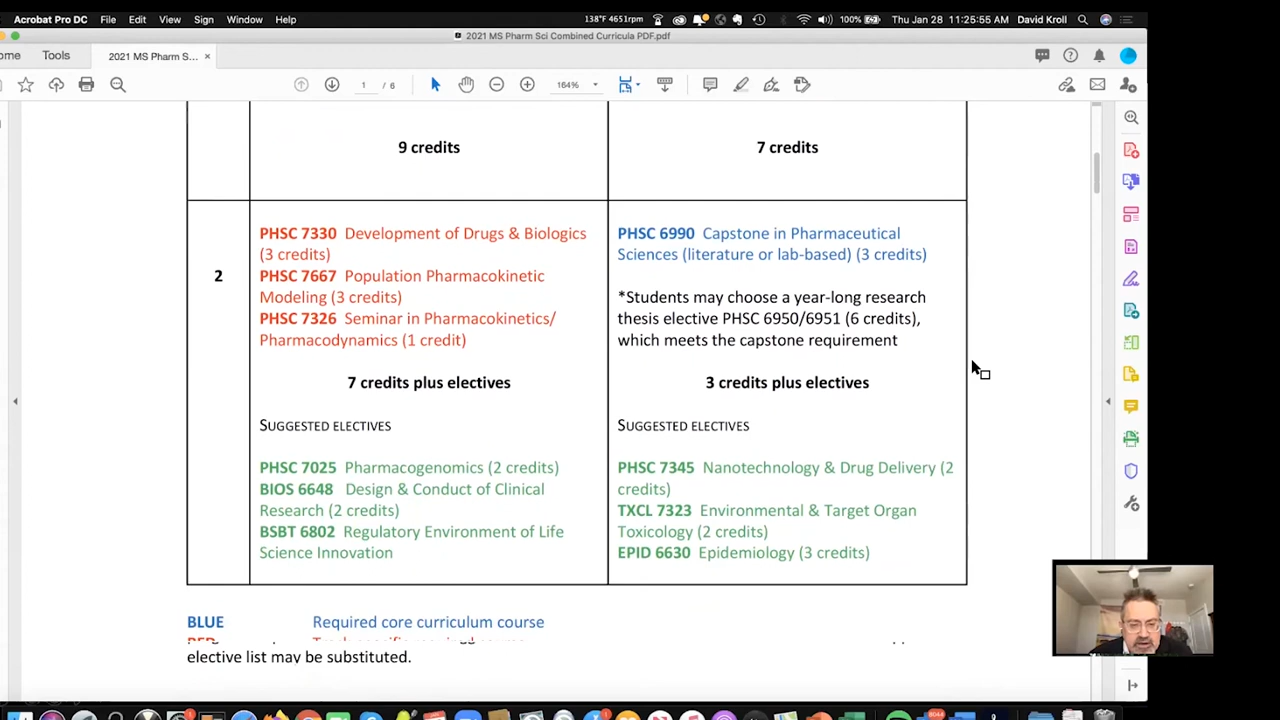 Acrobat Pro DC File Edit View Sign Window Help 138°F 4651rpm 100% Thu Jan 28 11:25:55 AM David Kroll
2021 MS Pharm Sci Combined Curricula PDF.pdf
ome Tools 2021 MS Pharm S... ×
1 / 6 164%
9 credits
7 credits
2
PHSC 7330 Development of Drugs & Biologics
(3 credits)
PHSC 7667 Population Pharmacokinetic
Modeling (3 credits)
PHSC 7326 Seminar in Pharmacokinetics/
Pharmacodynamics (1 credit)
7 credits plus electives
SUGGESTED ELECTIVES
PHSC 7025 Pharmacogenomics (2 credits)
BIOS 6648 Design & Conduct of Clinical
Research (2 credits)
BSBT 6802 Regulatory Environment of Life
Science Innovation
PHSC 6990 Capstone in Pharmaceutical
Sciences (literature or lab-based) (3 credits)
*Students may choose a year-long research
thesis elective PHSC 6950/6951 (6 credits),
which meets the capstone requirement
3 credits plus electives
SUGGESTED ELECTIVES
PHSC 7345 Nanotechnology & Drug Delivery (2
credits)
TXCL 7323 Environmental & Target Organ
Toxicology (2 credits)
EPID 6630 Epidemiology (3 credits)
BLUE Required core curriculum course
elective list may be substituted.